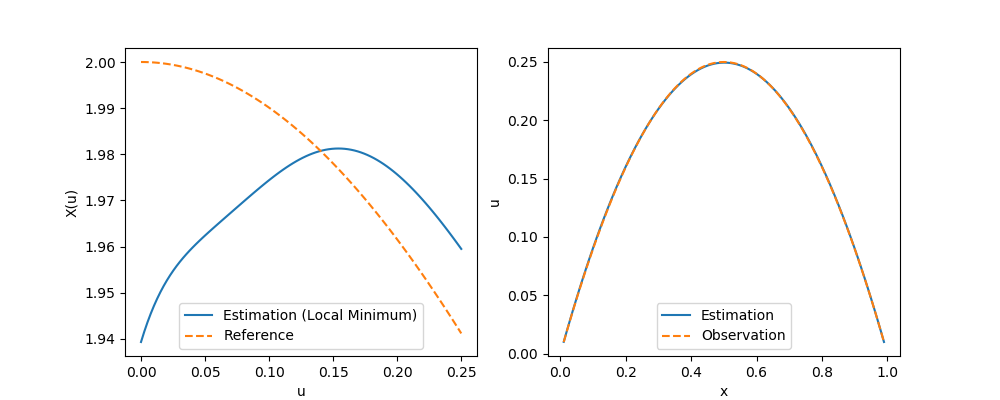 2.00
1.99
1.98
1.97
1.96
1.95
1.94
X(u)
0.00 0.05 0.10 0.15 0.20 0.25
u
Estimation (Local Minimum)
Reference
0.25
0.20
0.15
0.10
0.05
0.00
u
0.0 0.2 0.4 0.6 0.8 1.0
x
Estimation
Observation